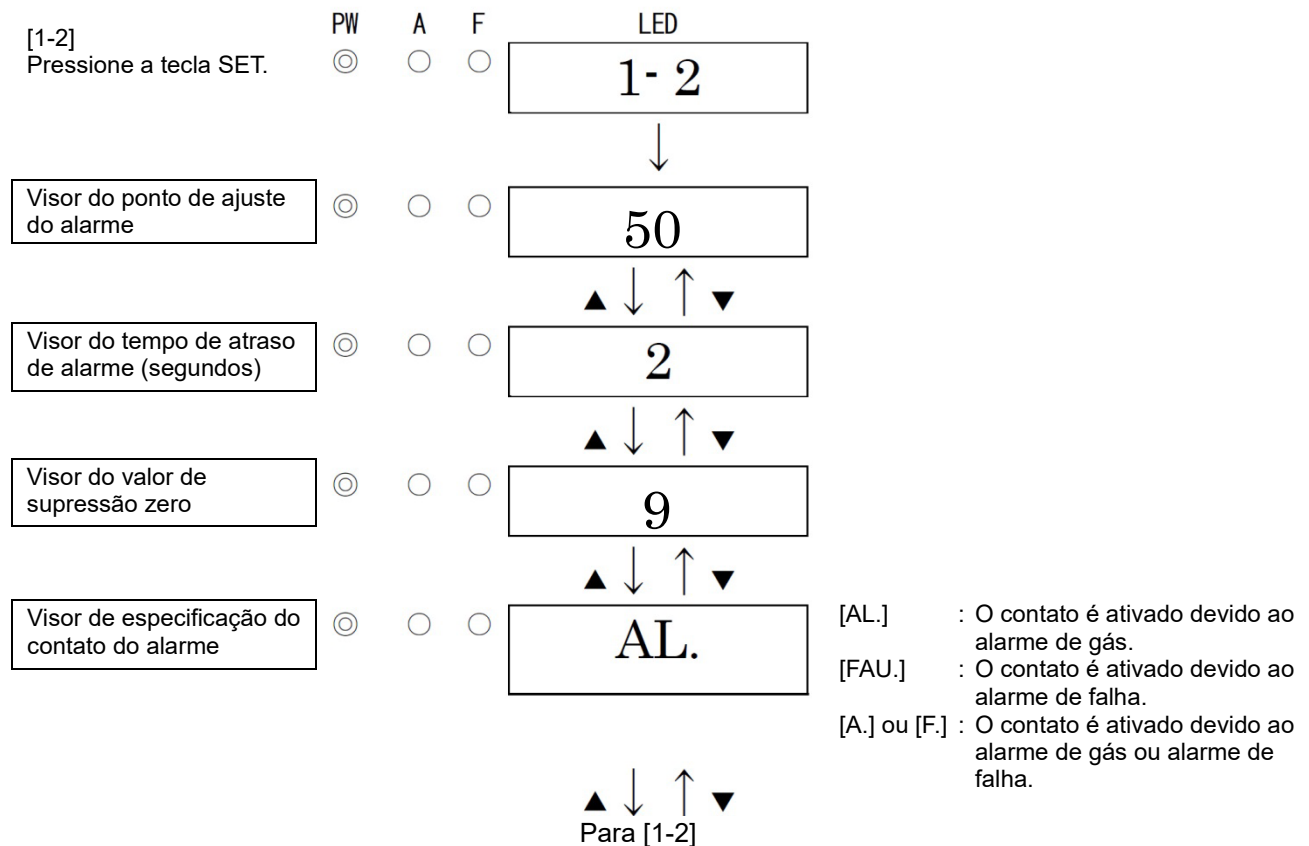 PW A F LED
[1-2]
Pressione a tecla SET.
◎ ○ ○
1- 2
↓
Visor do ponto de ajuste
do alarme
◎ ○ ○
50
▲ ↓ ↑ ▼
Visor do tempo de atraso
de alarme (segundos)
◎ ○ ○
2
▲ ↓ ↑ ▼
Visor do valor de
supressão zero
◎ ○ ○
9
▲ ↓ ↑ ▼
Visor de especificação do
contato do alarme
◎ ○ ○
AL.
[AL.] : O contato é ativado devido ao
alarme de gás.
[FAU.] : O contato é ativado devido ao
alarme de falha.
[A.] ou [F.] : O contato é ativado devido ao
alarme de gás ou alarme de
falha.
▲ ↓ ↑ ▼
Para [1-2]